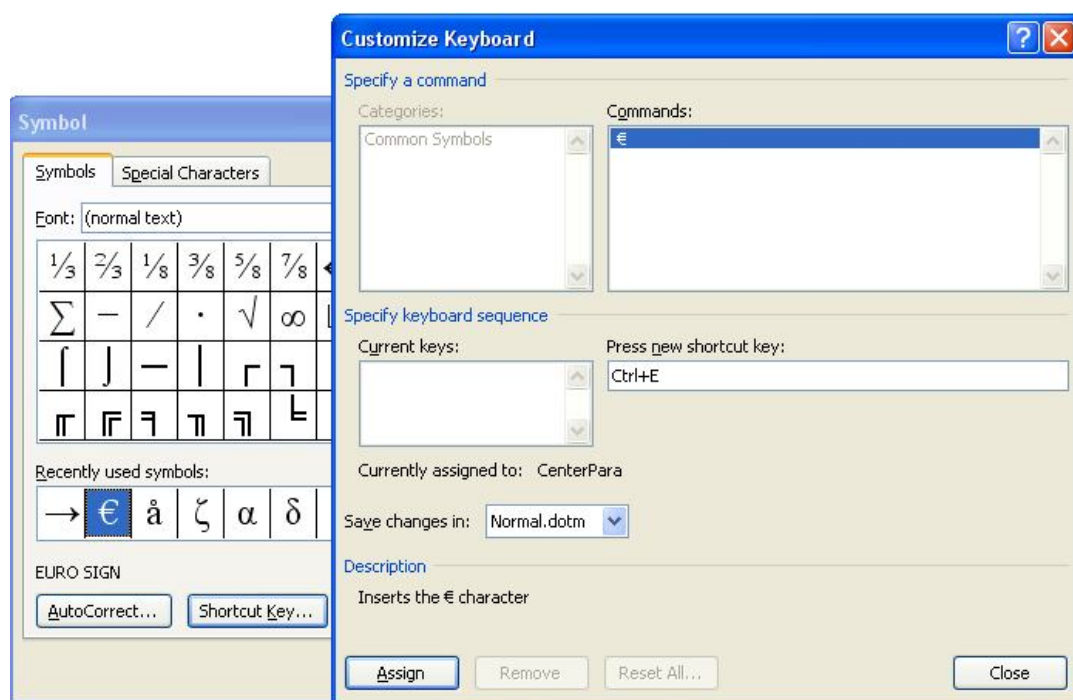 Symbol
Symbols
Special Characters
Font: (normal text)
⅓ ⅔ ⅛ ⅜ ⅝ ⅞
∑ − ∕ ∙ √ ∞
⌠ ⌡ ─ │ ┌ ┐
╓ ╔ ╕ ╖ ╗ ╘
Recently used symbols:
→ € å ζ α δ
EURO SIGN
AutoCorrect...
Shortcut Key...
Customize Keyboard
Specify a command
Categories:
Common Symbols
Commands:
€
Specify keyboard sequence
Current keys:
Press new shortcut key:
Ctrl+E
Currently assigned to: CenterPara
Save changes in: Normal.dotm
Description
Inserts the € character
Assign
Remove
Reset All...
Close